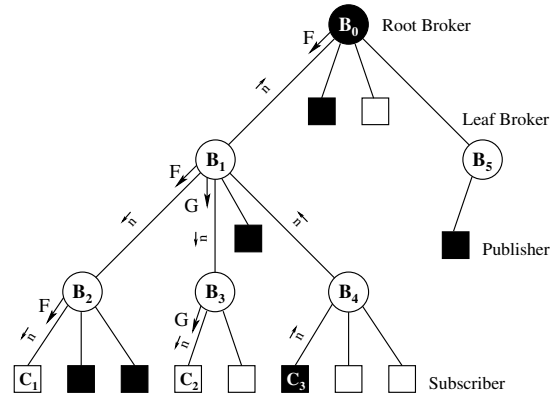 B0 Root Broker
F
n
Leaf Broker
B1 B5
F
G
n n n
Publisher
B2 B3 B4
F G
n n n
C1 C2 C3 Subscriber